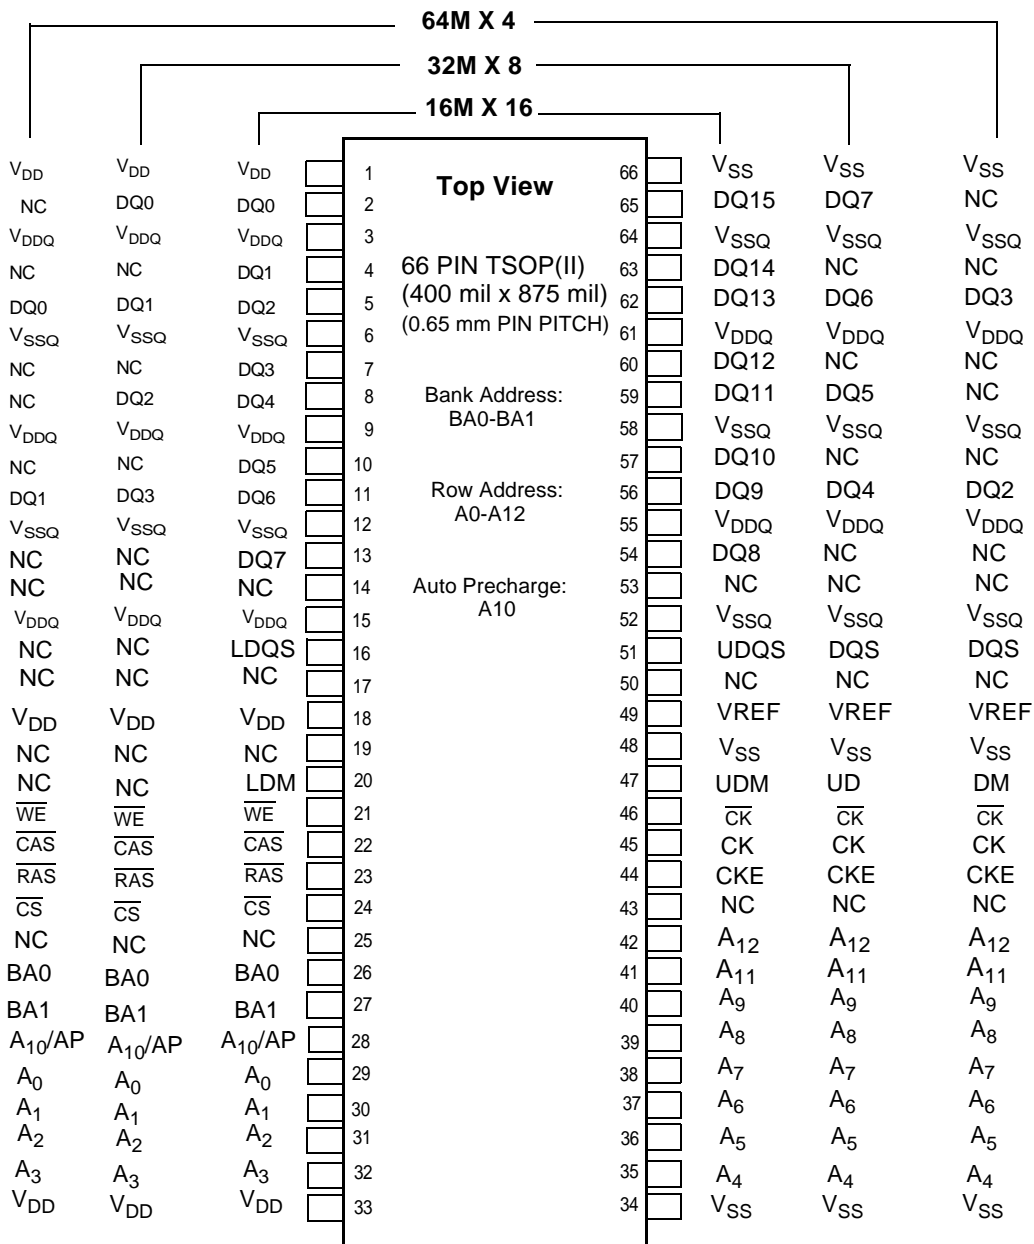 64M X 4
32M X 8
16M X 16
Top View
66 PIN TSOP(II)
(400 mil x 875 mil)
(0.65 mm PIN PITCH)
Bank Address:
BA0-BA1
Row Address:
A0-A12
Auto Precharge:
A10
VDD VDD VDD 1 66 VSS VSS VSS
NC DQ0 DQ0 2 65 DQ15 DQ7 NC
VDDQ VDDQ VDDQ 3 64 VSSQ VSSQ VSSQ
NC NC DQ1 4 63 DQ14 NC NC
DQ0 DQ1 DQ2 5 62 DQ13 DQ6 DQ3
VSSQ VSSQ VSSQ 6 61 VDDQ VDDQ VDDQ
NC NC DQ3 7 60 DQ12 NC NC
NC DQ2 DQ4 8 59 DQ11 DQ5 NC
VDDQ VDDQ VDDQ 9 58 VSSQ VSSQ VSSQ
NC NC DQ5 10 57 DQ10 NC NC
DQ1 DQ3 DQ6 11 56 DQ9 DQ4 DQ2
VSSQ VSSQ VSSQ 12 55 VDDQ VDDQ VDDQ
NC NC DQ7 13 54 DQ8 NC NC
NC NC NC 14 53 NC NC NC
VDDQ VDDQ VDDQ 15 52 VSSQ VSSQ VSSQ
NC NC LDQS 16 51 UDQS DQS DQS
NC NC NC 17 50 NC NC NC
VDD VDD VDD 18 49 VREF VREF VREF
NC NC NC 19 48 VSS VSS VSS
NC NC LDM 20 47 UDM UD DM
WE WE WE 21 46 CK CK CK
CAS CAS CAS 22 45 CK CK CK
RAS RAS RAS 23 44 CKE CKE CKE
CS CS CS 24 43 NC NC NC
NC NC NC 25 42 A12 A12 A12
BA0 BA0 BA0 26 41 A11 A11 A11
BA1 BA1 BA1 27 40 A9 A9 A9
A10/AP A10/AP A10/AP 28 39 A8 A8 A8
A0 A0 A0 29 38 A7 A7 A7
A1 A1 A1 30 37 A6 A6 A6
A2 A2 A2 31 36 A5 A5 A5
A3 A3 A3 32 35 A4 A4 A4
VDD VDD VDD 33 34 VSS VSS VSS